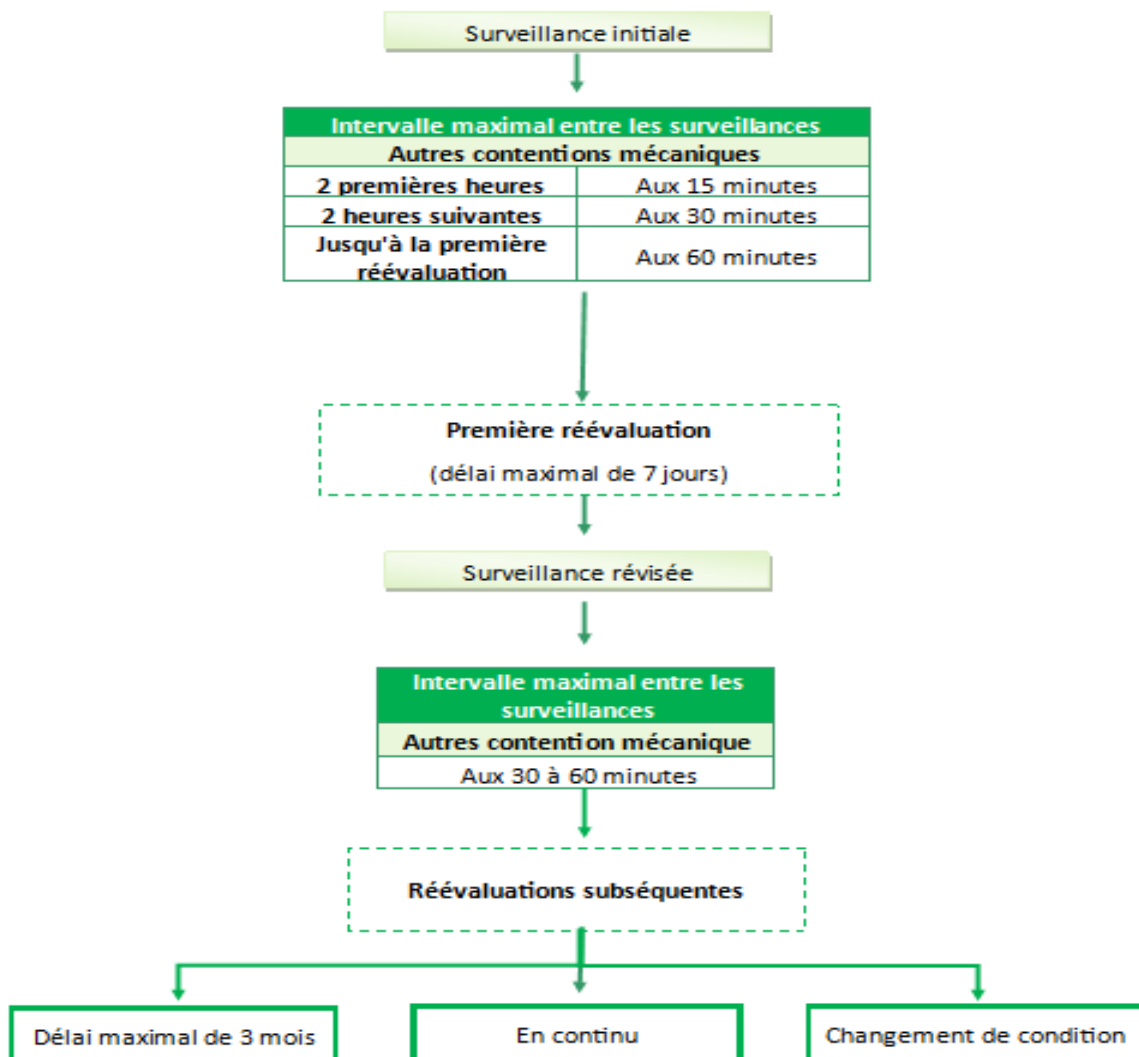 Surveillance initiale
Intervalle maximal entre les surveillances
Autres contentions mécaniques
2 premières heures Aux 15 minutes
2 heures suivantes Aux 30 minutes
Jusqu'à la première
réévaluation
Aux 60 minutes
Première réévaluation
(délai maximal de 7 jours)
Surveillance révisée
Intervalle maximal entre les
surveillances
Autres contention mécanique
Aux 30 à 60 minutes
Réévaluations subséquentes
Délai maximal de 3 mois
En continu
Changement de condition